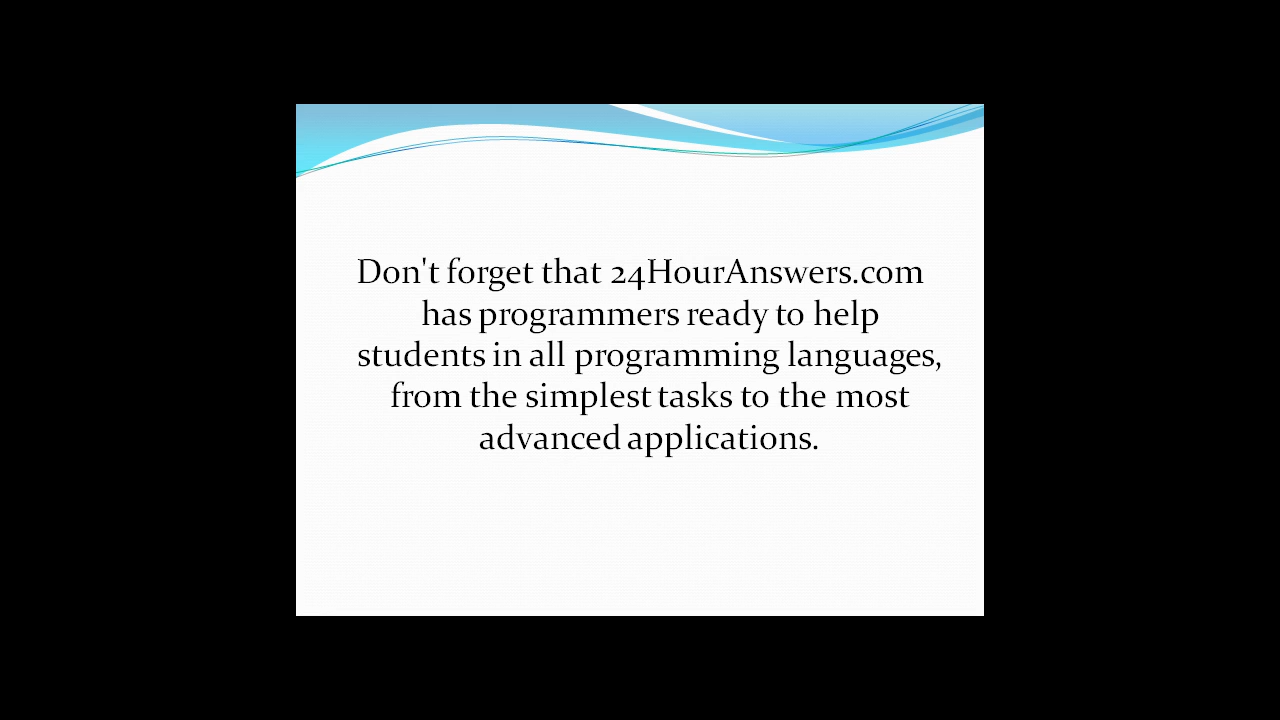 Don't forget that 24HourAnswers.com
has programmers ready to help
students in all programming languages,
from the simplest tasks to the most
advanced applications.